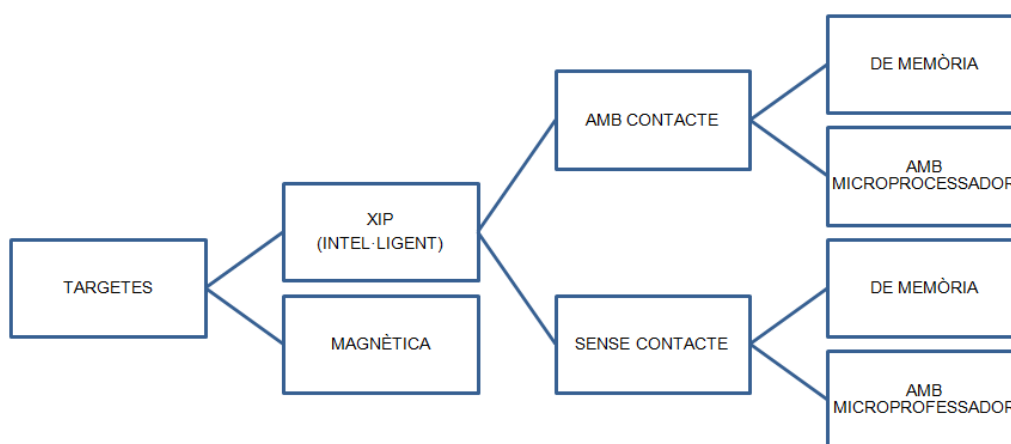 TARGETES
XIP
(INTEL·LIGENT)
MAGNÈTICA
AMB CONTACTE
SENSE CONTACTE
DE MEMÒRIA
AMB
MICROPROCESSADOR
DE MEMÒRIA
AMB
MICROPROFESSADOR